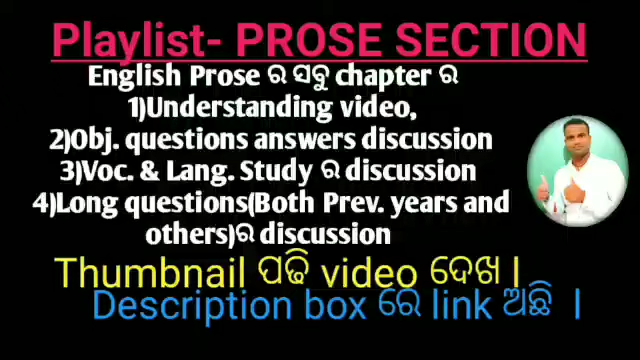 Playlist- PROSE SECTION
English Prose ର ସବୁ chapter ର
1)Understanding video,
2)Obj. questions answers discussion
3)Voc. & Lang. Study ର discussion
4)Long questions(Both Prev. years and
others)ର discussion
Thumbnail ପଢି video ଦେଖ |
Description box ରେ link ଅଛି |